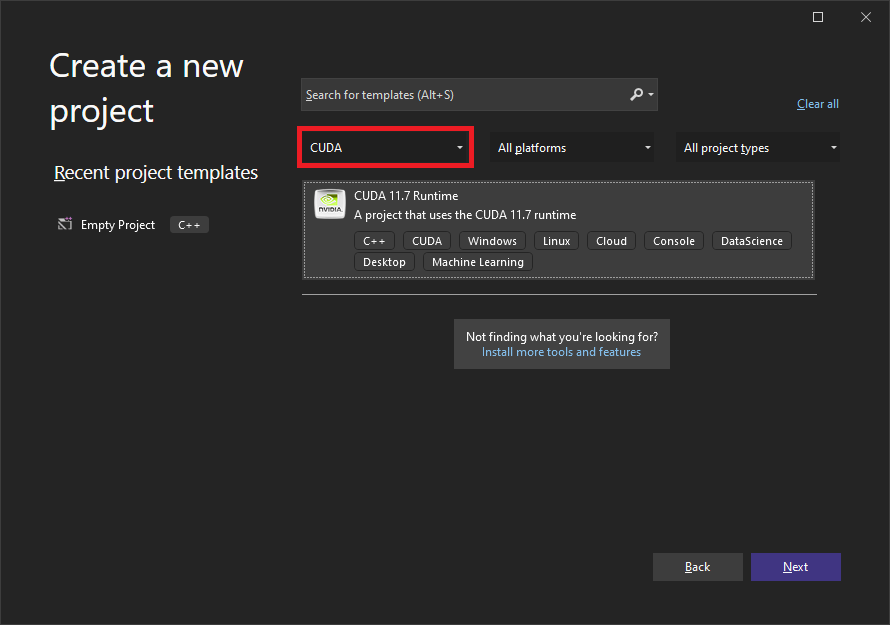 Create a new
project
Recent project templates
Empty Project
C++
Search for templates (Alt+S)
Clear all
CUDA
All platforms
All project types
NVIDIA
CUDA 11.7 Runtime
A project that uses the CUDA 11.7 runtime
C++ CUDA Windows Linux Cloud Console DataScience
Desktop Machine Learning
Not finding what you're looking for?
Install more tools and features
Back
Next